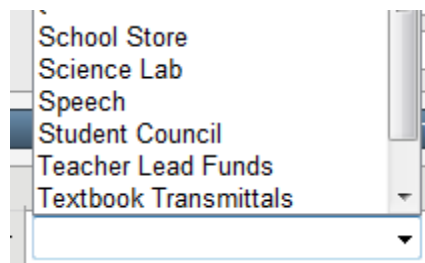 School Store
Science Lab
Speech
Student Council
Teacher Lead Funds
Textbook Transmittals